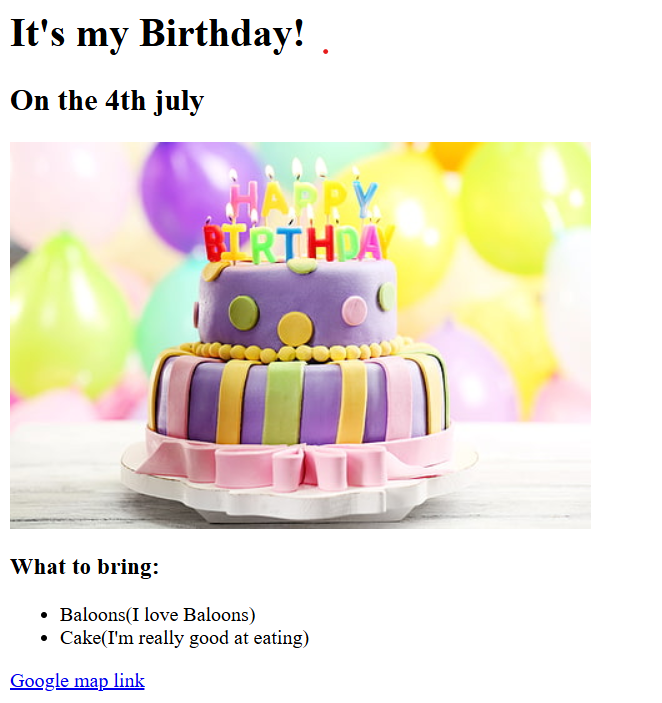 It's my Birthday!
On the 4th july
HAPPY
BIRTHDAY
What to bring:
Baloons(I love Baloons)
Cake(I'm really good at eating)
Google map link